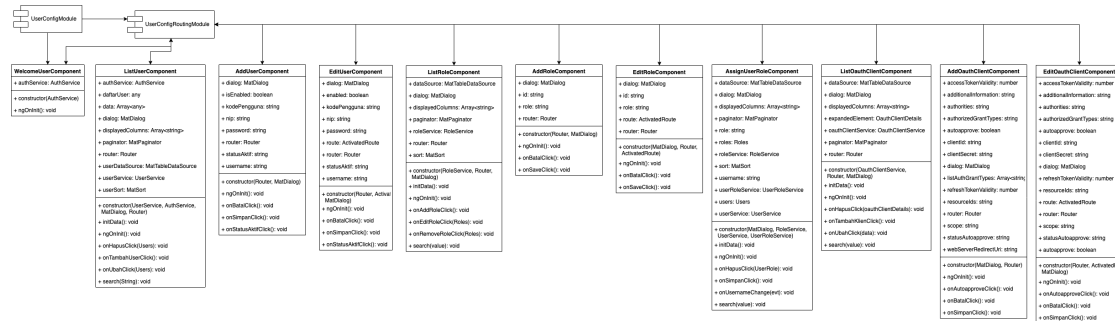 UserConfigModule
UserConfigRoutingModule
WelcomeUserComponent
+ authService: AuthService
+ constructor(AuthService)
+ ngOnInit(): void
ListUserComponent
+ authService: AuthService
+ daftarUser: any
+ data: Array<any>
+ dialog: MatDialog
+ displayedColumns: Array<string>
+ paginator: MatPaginator
+ router: Router
+ userDataSource: MatTableDataSource
+ userService: UserService
+ userSort: MatSort
+ constructor(UserService, AuthService,
MatDialog, Router)
+ initData(): void
+ ngOnInit(): void
+ onHapusClick(Users): void
+ onTambahUserClick(): void
+ onUbahClick(Users): void
+ search(String): void
AddUserComponent
+ dialog: MatDialog
+ isEnabled: boolean
+ kodePengguna: string
+ nip: string
+ password: string
+ router: Router
+ statusAktif: string
+ username: string
+ constructor(Router, MatDialog)
+ ngOnInit(): void
+ onBatalClick(): void
+ onSimpanClick(): void
+ onStatusAktifClick(): void
EditUserComponent
+ dialog: MatDialog
+ enabled: boolean
+ kodePengguna: string
+ nip: string
+ password: string
+ route: ActivatedRoute
+ router: Router
+ statusAktif: string
+ username: string
+ constructor(Router, Activat
MatDialog)
+ ngOnInit(): void
+ onBatalClick(): void
+ onSimpanClick(): void
+ onStatusAktifClick(): void
ListRoleComponent
+ dataSource: MatTableDataSource
+ dialog: MatDialog
+ displayedColumns: Array<string>
+ paginator: MatPaginator
+ roleService: RoleService
+ router: Router
+ sort: MatSort
+ constructor(RoleService, Router,
MatDialog)
+ initData(): void
+ ngOnInit(): void
+ onAddRoleClick(): void
+ onEditRoleClick(Roles): void
+ onRemoveRoleClick(Roles): void
+ search(value): void
AddRoleComponent
+ dialog: MatDialog
+ id: string
+ role: string
+ router: Router
+ constructor(Router, MatDialog)
+ ngOnInit(): void
+ onBatalClick(): void
+ onSaveClick(): void
EditRoleComponent
+ dialog: MatDialog
+ id: string
+ role: string
+ route: ActivatedRoute
+ router: Router
+ constructor(MatDialog, Router,
ActivatedRoute)
+ ngOnInit(): void
+ onBatalClick(): void
+ onSaveClick(): void
AssignUserRoleComponent
+ dataSource: MatTableDataSource
+ dialog: MatDialog
+ displayedColumns: Array<string>
+ paginator: MatPaginator
+ role: string
+ roles: Roles
+ roleService: RoleService
+ sort: MatSort
+ username: string
+ userRoleService: UserRoleService
+ users: Users
+ userService: UserService
+ constructor(MatDialog, RoleService,
UserService, UserRoleService)
+ initData(): void
+ ngOnInit(): void
+ onHapusClick(UserRole): void
+ onSimpanClick(): void
+ onUsernameChange(evt): void
+ search(value): void
ListOauthClientComponent
+ dataSource: MatTableDataSource
+ dialog: MatDialog
+ displayedColumns: Array<string>
+ expandedElement: OauthClientDetails
+ oauthClientService: OauthClientService
+ paginator: MatPaginator
+ router: Router
+ constructor(OauthClientService,
Router, MatDialog)
+ initData(): void
+ ngOnInit(): void
+ onHapusClick(oauthClientDetails): void
+ onTambahKlienClick(): void
+ onUbahClick(data): void
+ search(value): void
AddOauthClientComponent
+ accessTokenValidity: number
+ additionalInformation: string
+ authorities: string
+ authorizedGrantTypes: string
+ autoapprove: boolean
+ clientId: string
+ clientSecret: string
+ dialog: MatDialog
+ listAuthGrantTypes: Array<string>
+ refreshTokenValidity: number
+ resourceIds: string
+ router: Router
+ scope: string
+ statusAutoapprove: string
+ webServerRedirectUri: string
+ constructor(MatDialog, Router)
+ ngOnInit(): void
+ onAutoapproveClick(): void
+ onBatalClick(): void
+ onSimpanClick(): void
EditOauthClientComponent
+ accessTokenValidity: number
+ additionalInformation: string
+ authorities: string
+ authorizedGrantTypes: string
+ autoapprove: boolean
+ clientId: string
+ clientSecret: string
+ dialog: MatDialog
+ refreshTokenValidity: number
+ resourceIds: string
+ route: ActivatedRoute
+ router: Router
+ scope: string
+ statusAutoapprove: string
+ autoapprove: boolean
+ constructor(Router, Activated
MatDialog)
+ ngOnInit(): void
+ onAutoapproveClick(): void
+ onBatalClick(): void
+ onSimpanClick(): void